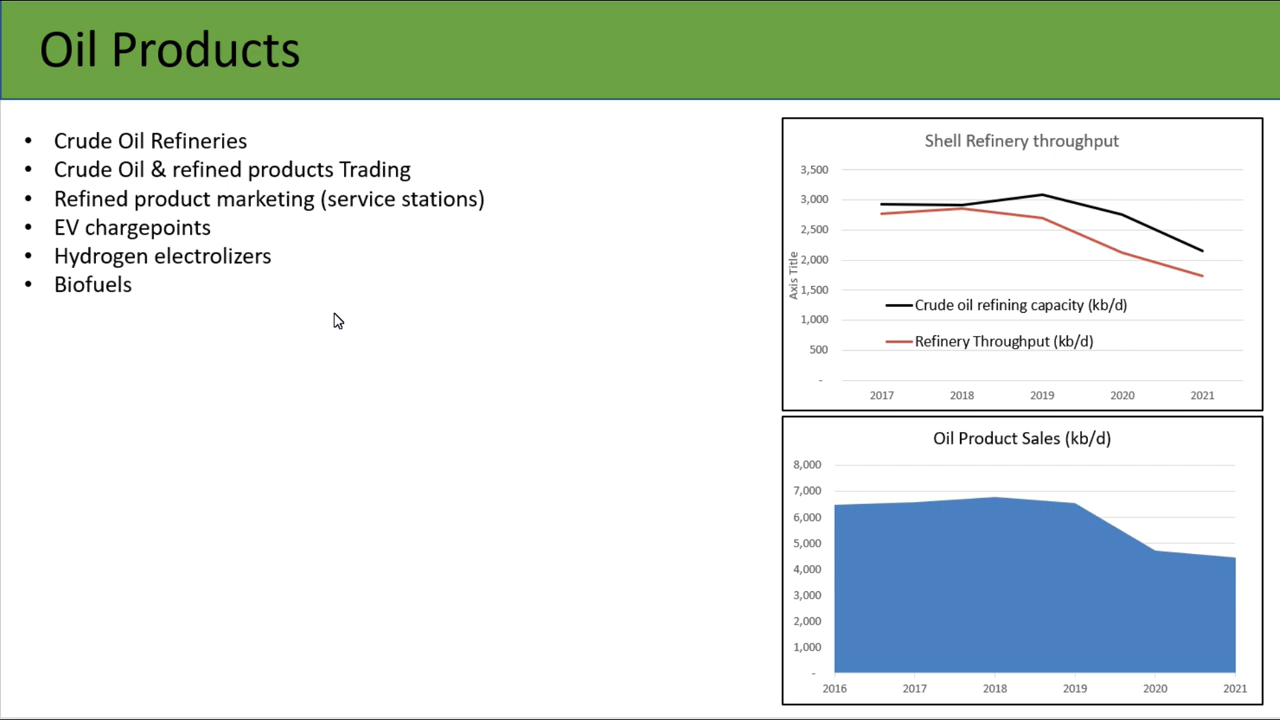 Oil Products
• Crude Oil Refineries
• Crude Oil & refined products Trading
• Refined product marketing (service stations)
• EV chargepoints
• Hydrogen electrolizers
• Biofuels
Shell Refinery throughput
3,500
3,000
2,500
2,000
1,500
1,000
500
-
Axis Title
Crude oil refining capacity (kb/d)
Refinery Throughput (kb/d)
2017 2018 2019 2020 2021
Oil Product Sales (kb/d)
8,000
7,000
6,000
5,000
4,000
3,000
2,000
1,000
-
2016 2017 2018 2019 2020 2021